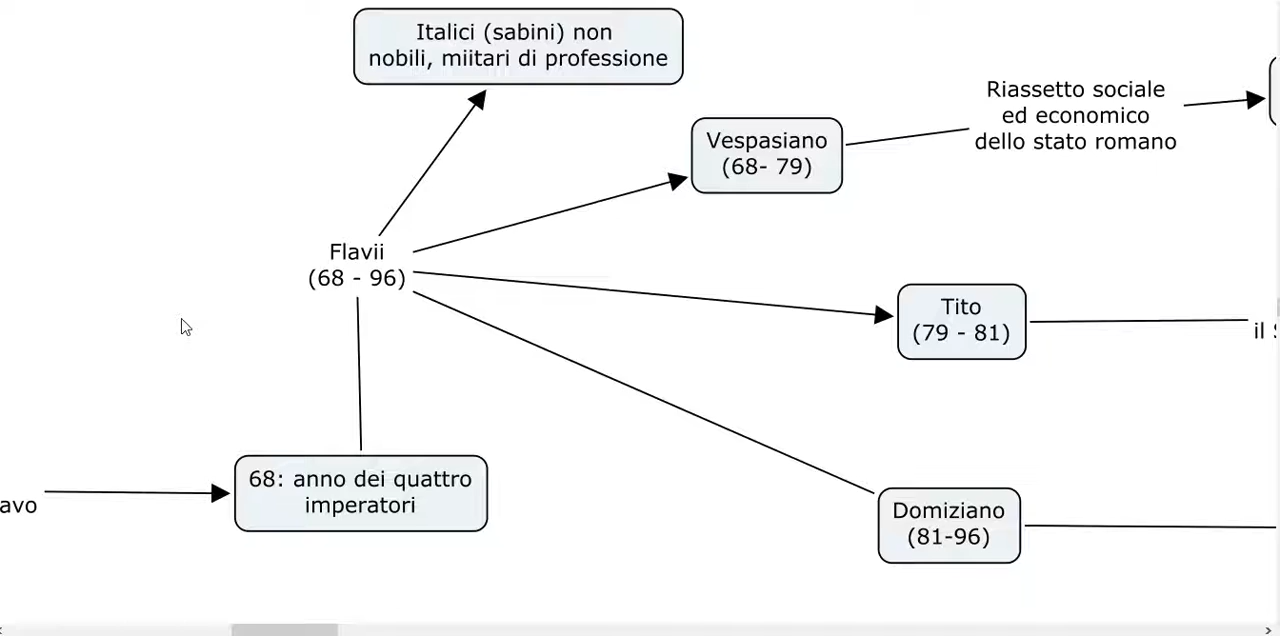 Italici (sabini) non
nobili, miitari di professione
Riassetto sociale
ed economico
dello stato romano
Vespasiano
(68- 79)
Flavii
(68 - 96)
Tito
(79 - 81)
il
68: anno dei quattro
imperatori
avo
Domiziano
(81-96)